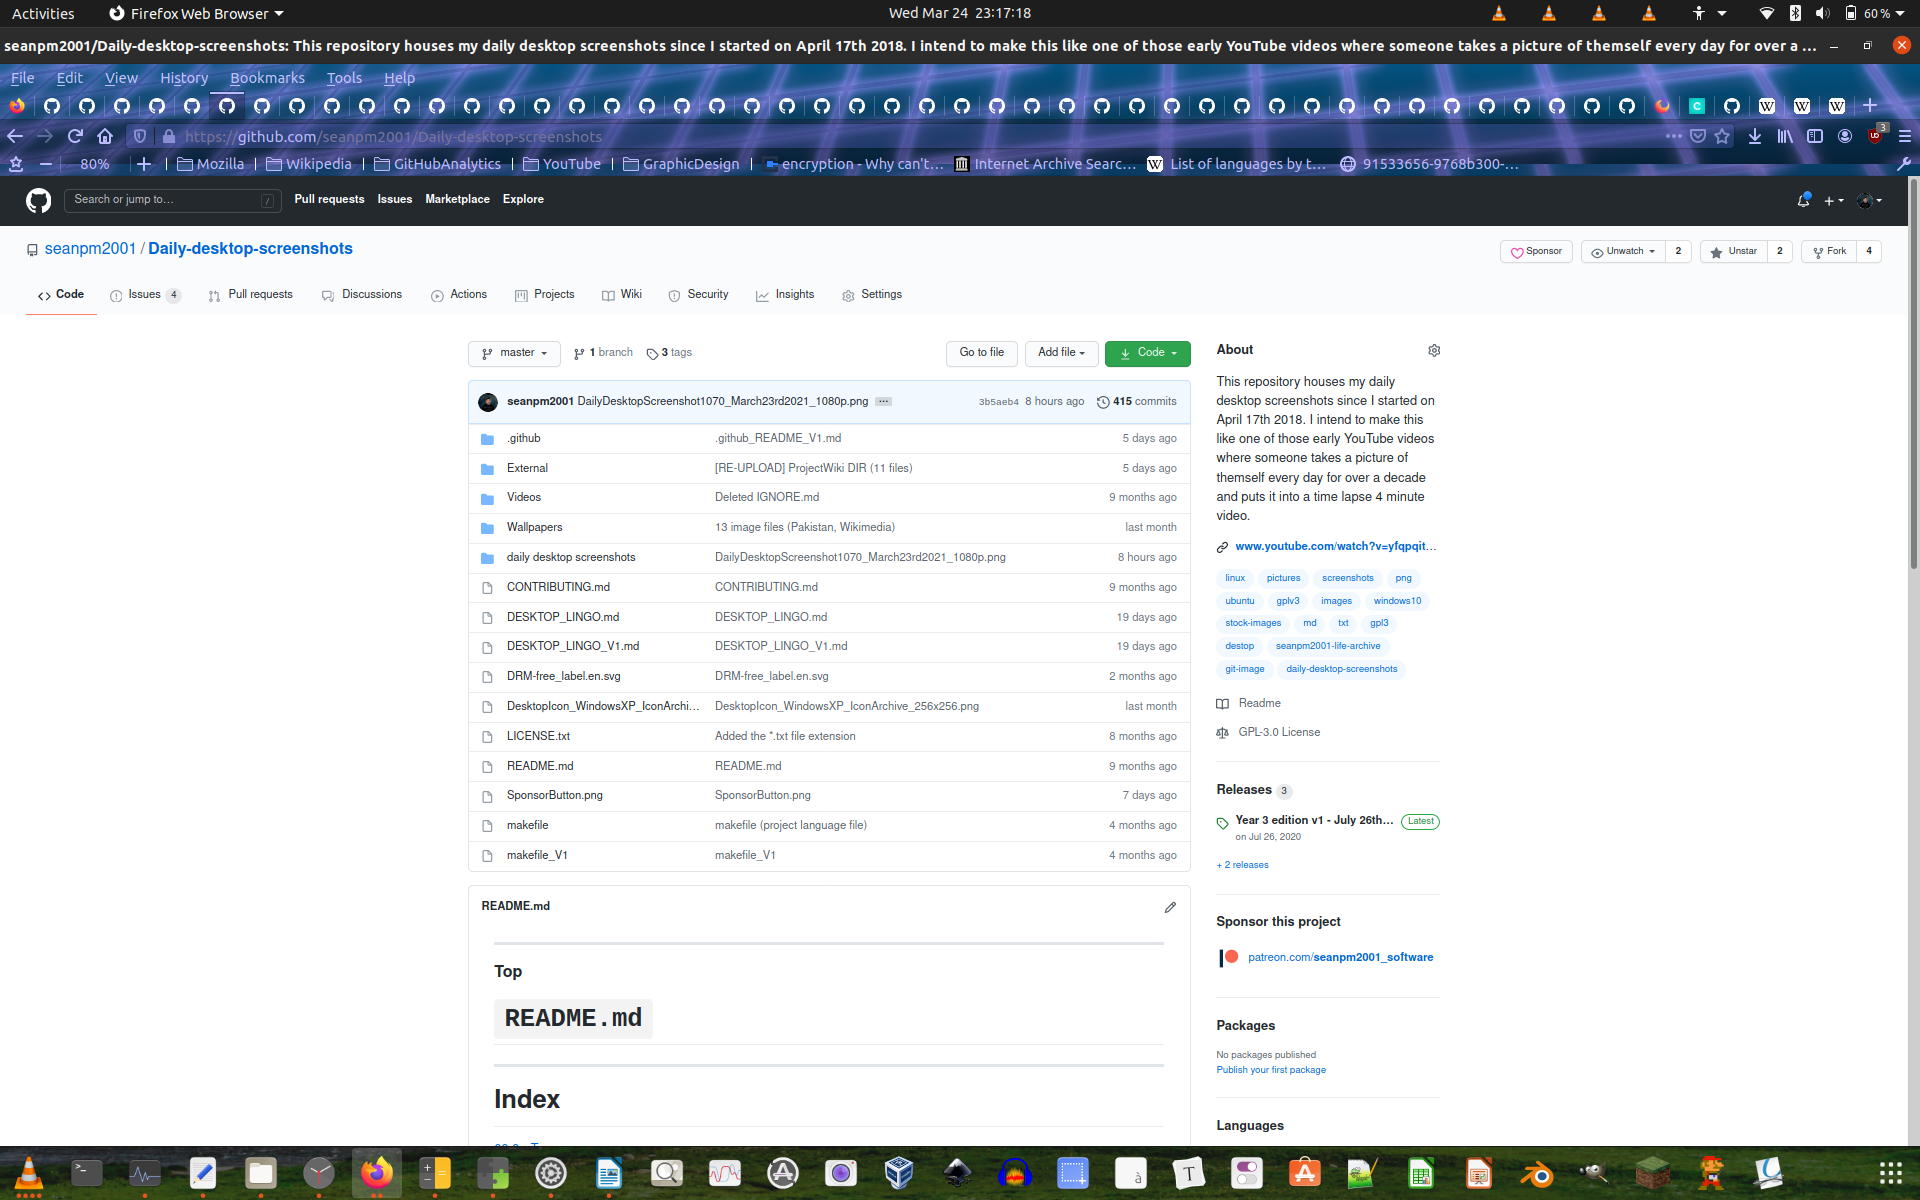 Activities
Firefox Web Browser
Wed Mar 24 23:17:18
60 %
seanpm2001/Daily-desktop-screenshots: This repository houses my daily desktop screenshots since I started on April 17th 2018. I intend to make this like one of those early YouTube videos where someone takes a picture of themself every day for over a ...
File Edit View History Bookmarks Tools Help
https://github.com/seanpm2001/Daily-desktop-screenshots
3
80%
Mozilla
Wikipedia
GitHubAnalytics
YouTube
GraphicDesign
encryption - Why can't...
Internet Archive Searc...
List of languages by t...
91533656-9768b300-...
Search or jump to...
/
Pull requests Issues Marketplace Explore
seanpm2001 / Daily-desktop-screenshots
Sponsor
Unwatch 2
Unstar 2
Fork 4
Code
Issues 4
Pull requests
Discussions
Actions
Projects
Wiki
Security
Insights
Settings
master
1 branch
3 tags
Go to file
Add file
Code
seanpm2001 DailyDesktopScreenshot1070_March23rd2021_1080p.png ... 3b5aeb4 8 hours ago 415 commits
.github .github_README_V1.md 5 days ago
External [RE-UPLOAD] ProjectWiki DIR (11 files) 5 days ago
Videos Deleted IGNORE.md 9 months ago
Wallpapers 13 image files (Pakistan, Wikimedia) last month
daily desktop screenshots DailyDesktopScreenshot1070_March23rd2021_1080p.png 8 hours ago
CONTRIBUTING.md CONTRIBUTING.md 9 months ago
DESKTOP_LINGO.md DESKTOP_LINGO.md 19 days ago
DESKTOP_LINGO_V1.md DESKTOP_LINGO_V1.md 19 days ago
DRM-free_label.en.svg DRM-free_label.en.svg 2 months ago
DesktopIcon_WindowsXP_IconArchi... DesktopIcon_WindowsXP_IconArchive_256x256.png last month
LICENSE.txt Added the *.txt file extension 8 months ago
README.md README.md 9 months ago
SponsorButton.png SponsorButton.png 7 days ago
makefile makefile (project language file) 4 months ago
makefile_V1 makefile_V1 4 months ago
README.md
Top
README.md
Index
About
This repository houses my daily
desktop screenshots since I started on
April 17th 2018. I intend to make this
like one of those early YouTube videos
where someone takes a picture of
themself every day for over a decade
and puts it into a time lapse 4 minute
video.
www.youtube.com/watch?v=yfqpqit...
linux pictures screenshots png
ubuntu gplv3 images windows10
stock-images md txt gpl3
destop seanpm2001-life-archive
git-image daily-desktop-screenshots
Readme
GPL-3.0 License
Releases 3
Year 3 edition v1 - July 26th... Latest
on Jul 26, 2020
+ 2 releases
Sponsor this project
patreon.com/seanpm2001_software
Packages
No packages published
Publish your first package
Languages